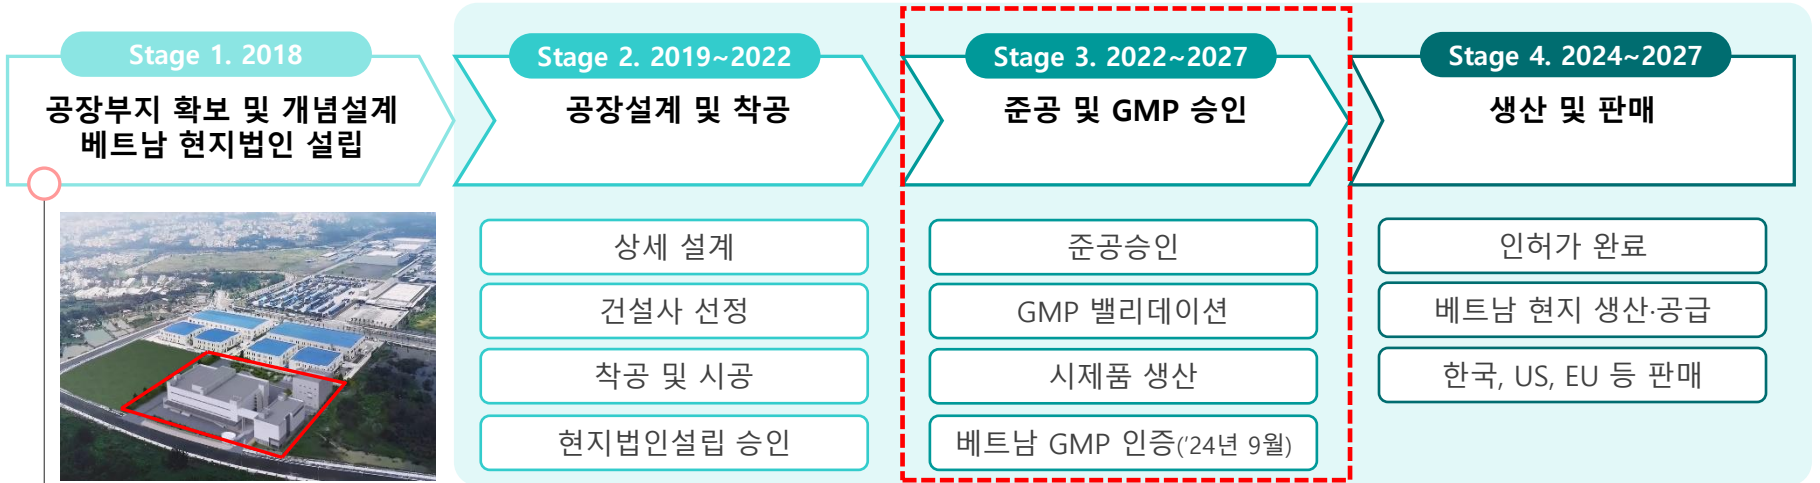 Stage 1. 2018
공장부지 확보 및 개념설계
베트남 현지법인 설립
Stage 2. 2019~2022
공장설계 및 착공
상세 설계
건설사 선정
착공 및 시공
현지법인설립 승인
Stage 3. 2022~2027
준공 및 GMP 승인
준공승인
GMP 밸리데이션
시제품 생산
베트남 GMP 인증('24년 9월)
Stage 4. 2024~2027
생산 및 판매
인허가 완료
베트남 현지 생산·공급
한국, US, EU 등 판매